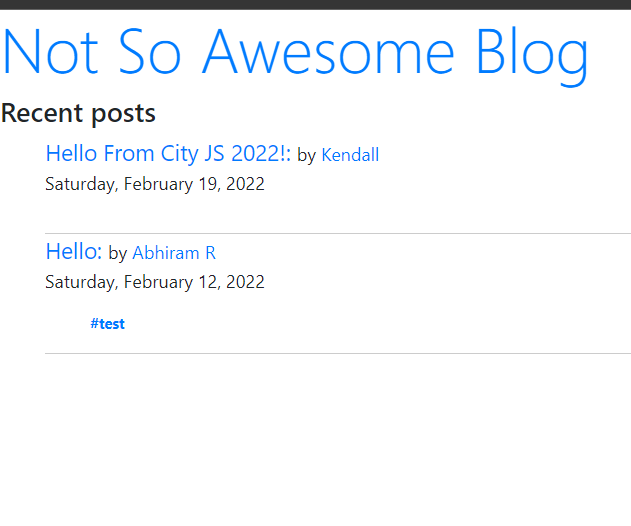 Not So Awesome Blog
Recent posts
Hello From City JS 2022!: by Kendall
Saturday, February 19, 2022
Hello: by Abhiram R
Saturday, February 12, 2022
#test